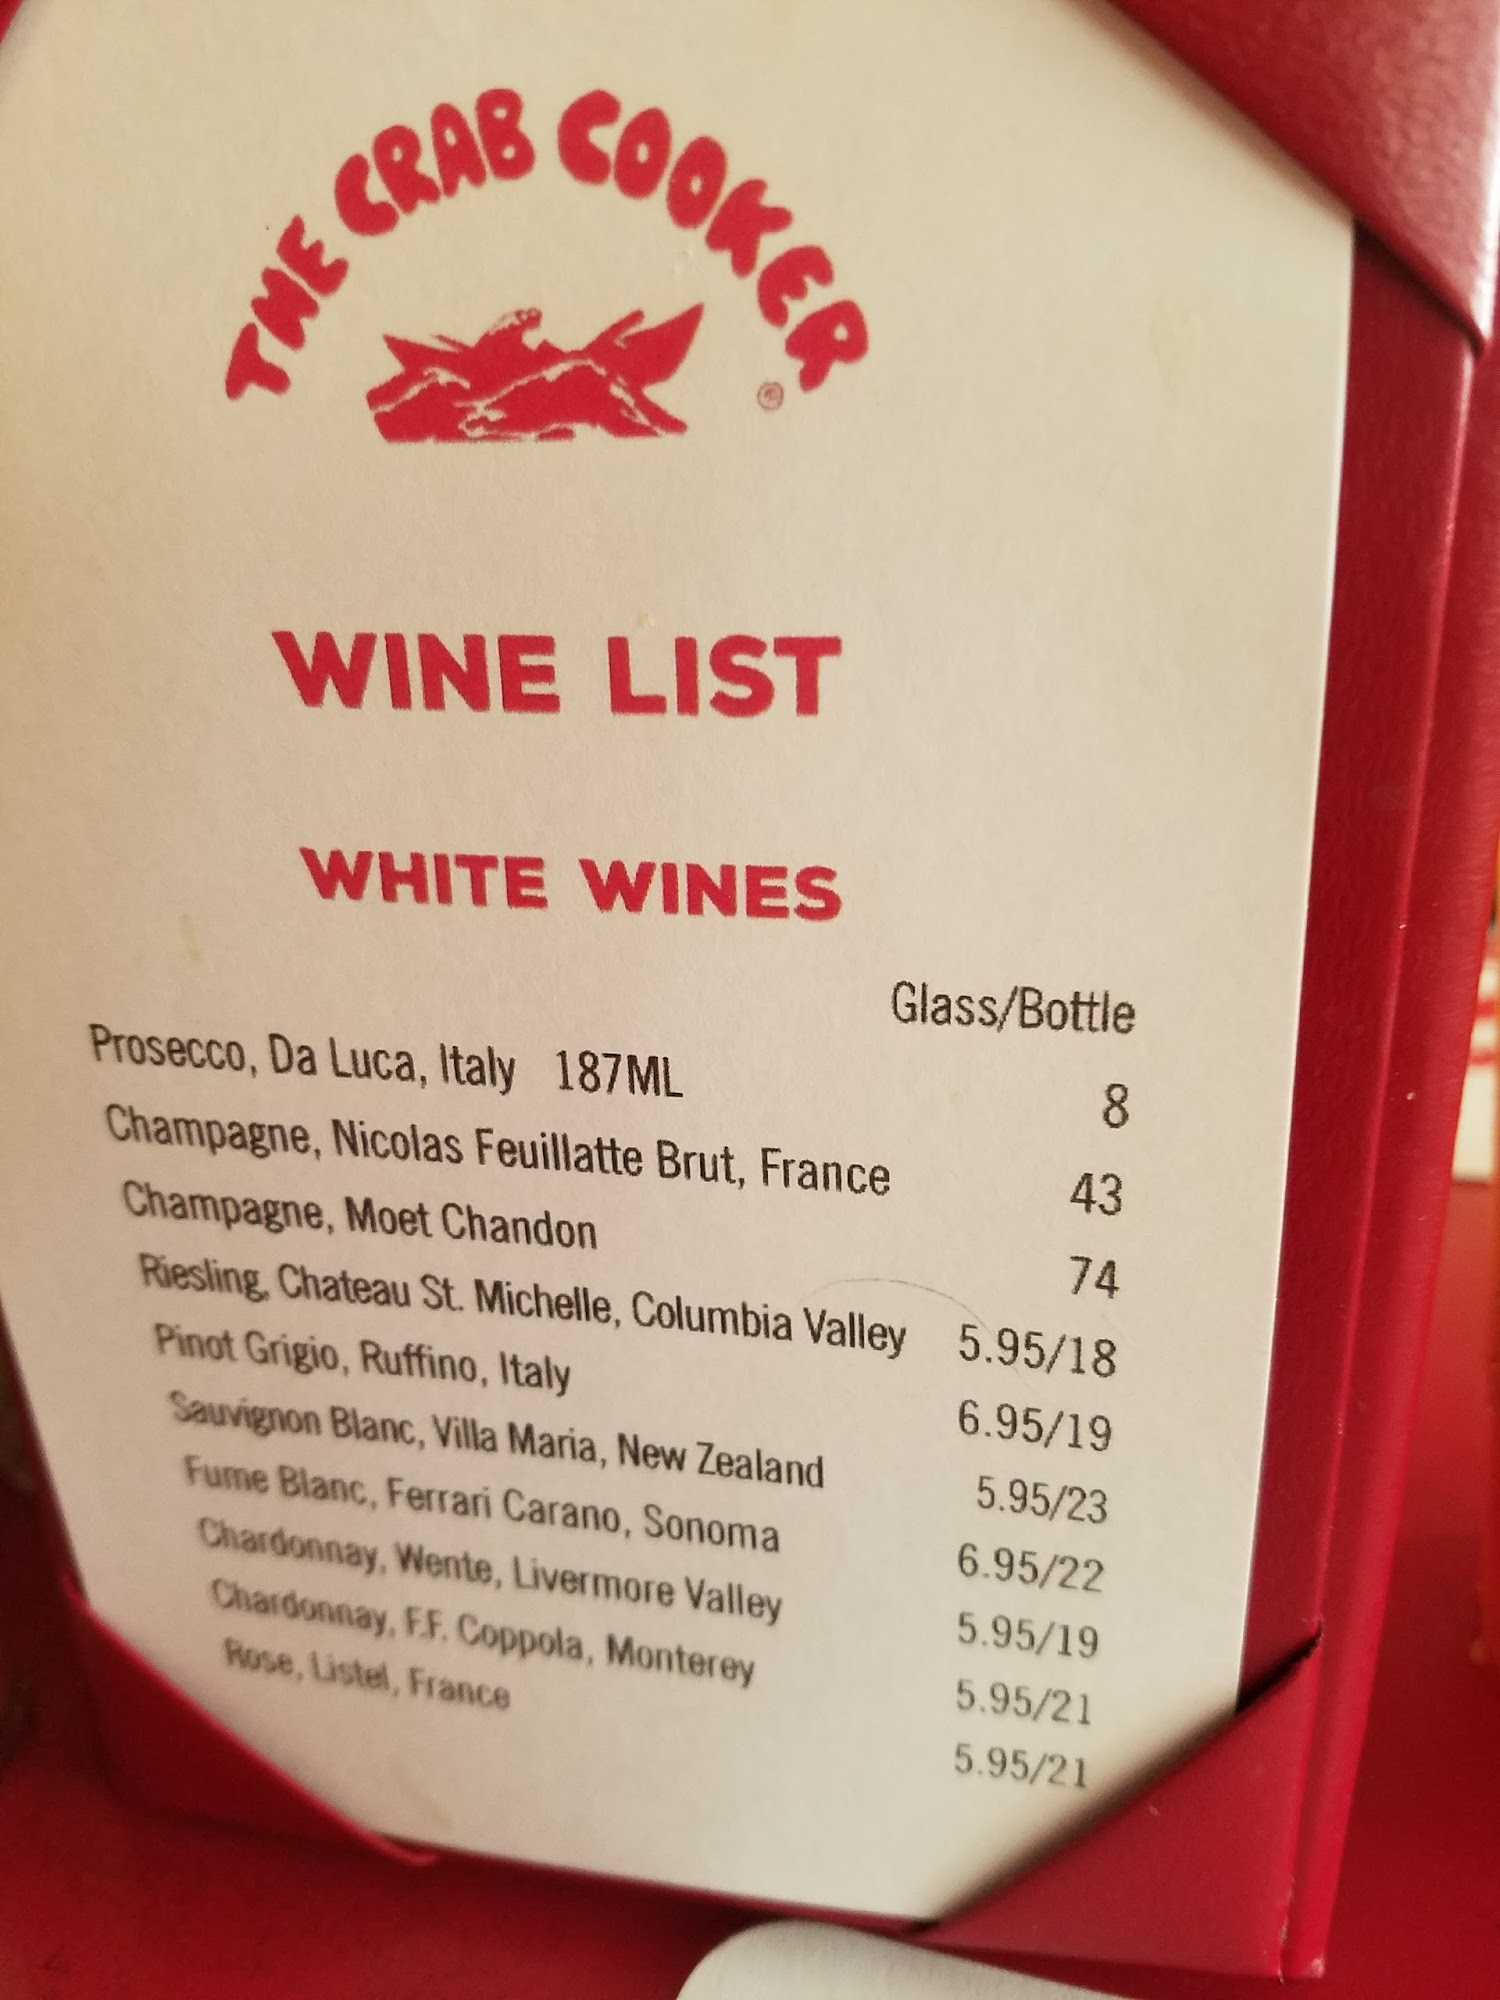 THE CRAB COOKER
®
WINE LIST
WHITE WINES
Glass/Bottle
Prosecco, Da Luca, Italy 187ML 8
Champagne, Nicolas Feuillatte Brut, France 43
Champagne, Moet Chandon 74
Riesling, Chateau St. Michelle, Columbia Valley 5.95/18
Pinot Grigio, Ruffino, Italy 6.95/19
Sauvignon Blanc, Villa Maria, New Zealand 5.95/23
Fume Blanc, Ferrari Carano, Sonoma 6.95/22
Chardonnay, Wente, Livermore Valley 5.95/19
Chardonnay, F.F. Coppola, Monterey 5.95/21
Rose, Listel, France 5.95/21